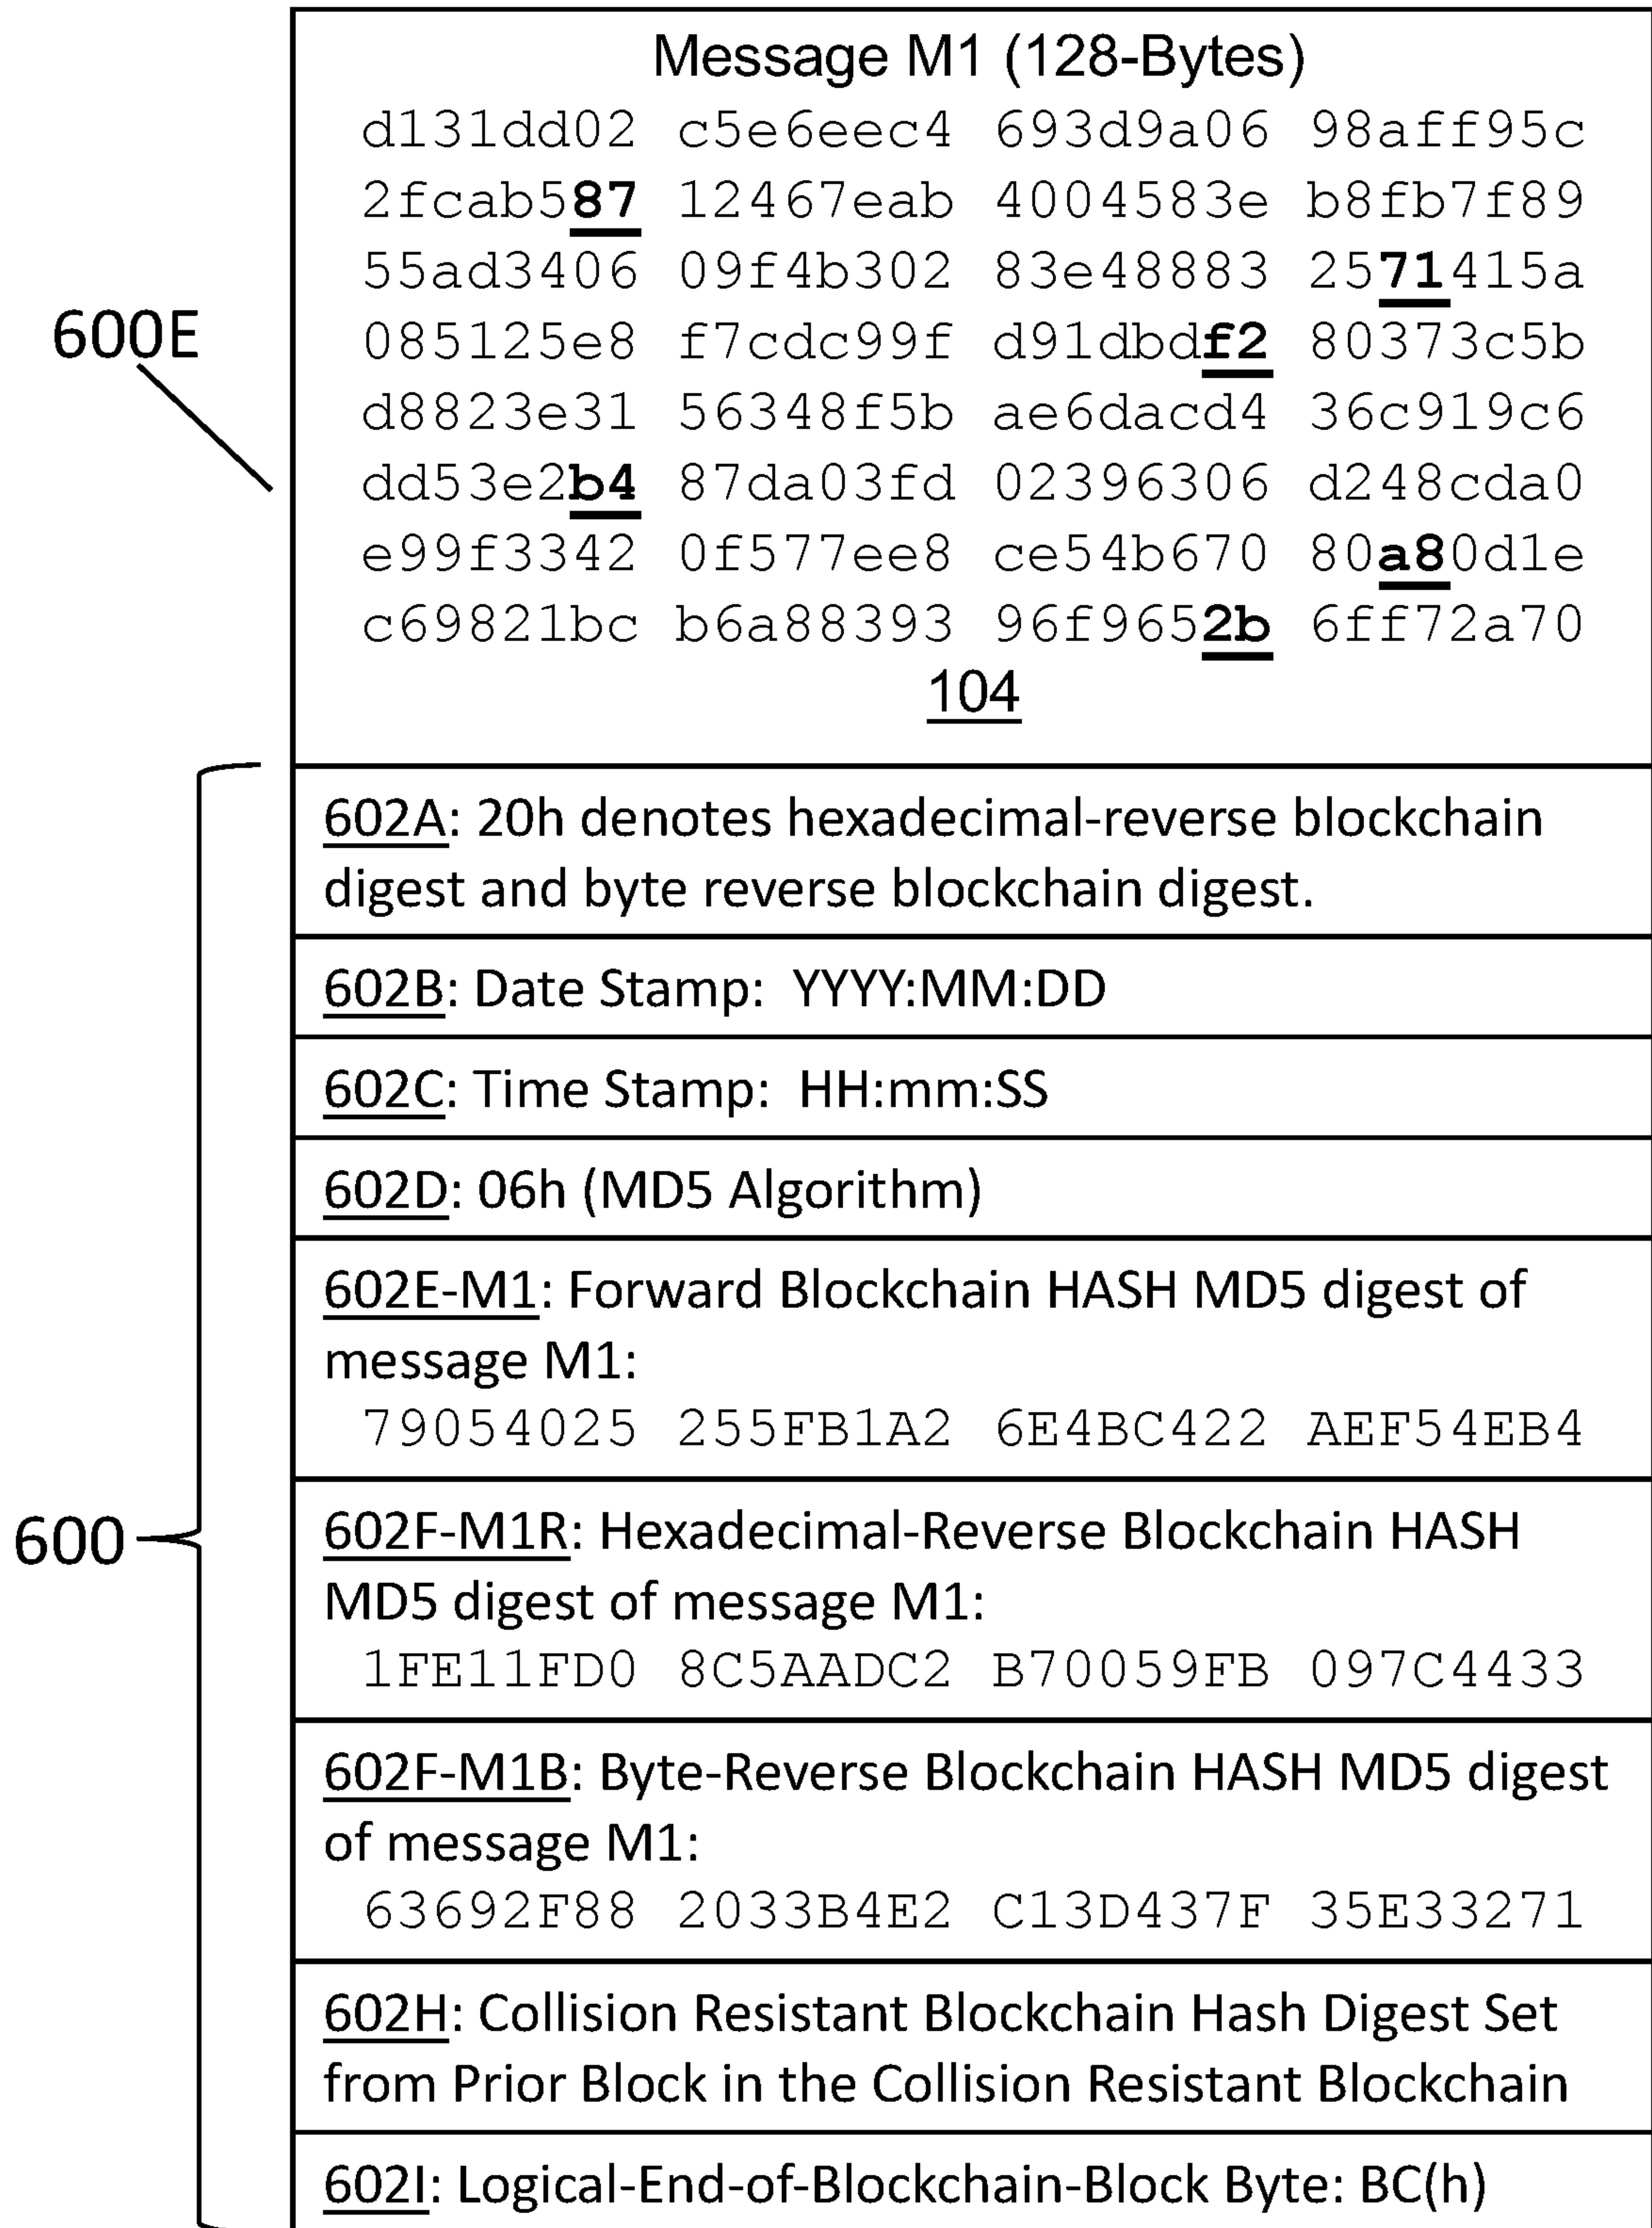 Message M1 (128-Bytes)
d131dd02 c5e6eec4 693d9a06 98aff95c
2fcab587 12467eab 4004583e b8fb7f89
55ad3406 09f4b302 83e48883 2571415a
600E
085125e8 f7cdc99f d91dbdf2 80373c5b
d8823e31 56348f5b ae6dacd4 36c919c6
dd53e2b4 87da03fd 02396306 d248cda0
e99f3342 0f577ee8 ce54b670 80a80d1e
c69821bc b6a88393 96f9652b 6ff72a70
104
602A: 20h denotes hexadecimal-reverse blockchain
digest and byte reverse blockchain digest.
602B: Date Stamp: YYYY:MM:DD
602C: Time Stamp: HH:mm:SS
602D: 06h (MD5 Algorithm)
602E-M1: Forward Blockchain HASH MD5 digest of
message M1:
79054025 255FB1A2 6E4BC422 AEF54EB4
600
602F-M1R: Hexadecimal-Reverse Blockchain HASH
MD5 digest of message M1:
1FE11FD0 8C5AADC2 B70059FB 097C4433
602F-M1B: Byte-Reverse Blockchain HASH MD5 digest
of message M1:
63692F88 2033B4E2 C13D437F 35E33271
602H: Collision Resistant Blockchain Hash Digest Set
from Prior Block in the Collision Resistant Blockchain
602I: Logical-End-of-Blockchain-Block Byte: BC(h)